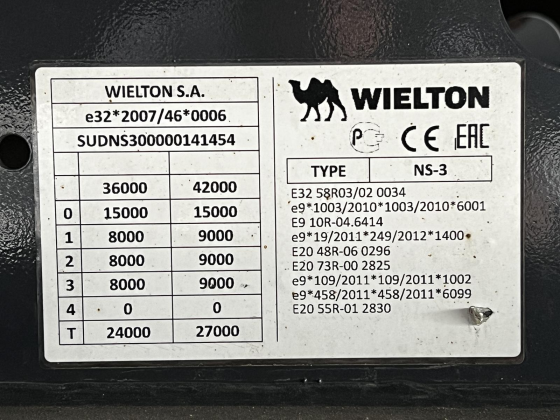 WIELTON S.A.
e32*2007/46*0006
SUDNS300000141454
36000 42000
0 15000 15000
1 8000 9000
2 8000 9000
3 8000 9000
4 0 0
T 24000 27000
WIELTON
PC CE EAC
TYPE NS-3
E32 58R03/02 0034
e9*1003/2010*1003/2010*6001
E9 10R-04.6414
e9*19/2011*249/2012*1400
E20 48R-06 0296
E20 73R-00 2825
e9*109/2011*109/2011*1002
e9*458/2011*458/2011*6099
E20 55R-01 2830